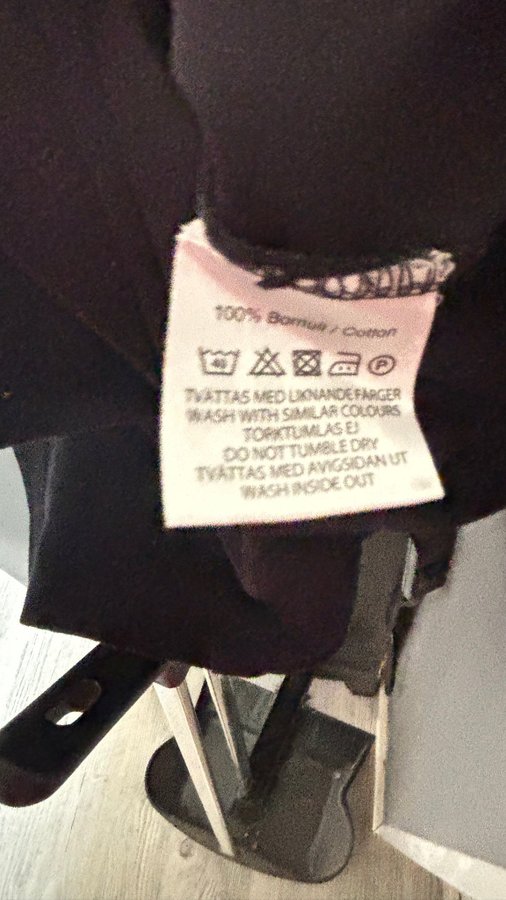 100% Bomull / Cotton
40 P
TVÄTTAS MED LIKNANDE FÄRGER
WASH WITH SIMILAR COLOURS
TORKTUMLAS EJ
DO NOT TUMBLE DRY
TVÄTTAS MED AVIGSIDAN UT
WASH INSIDE OUT